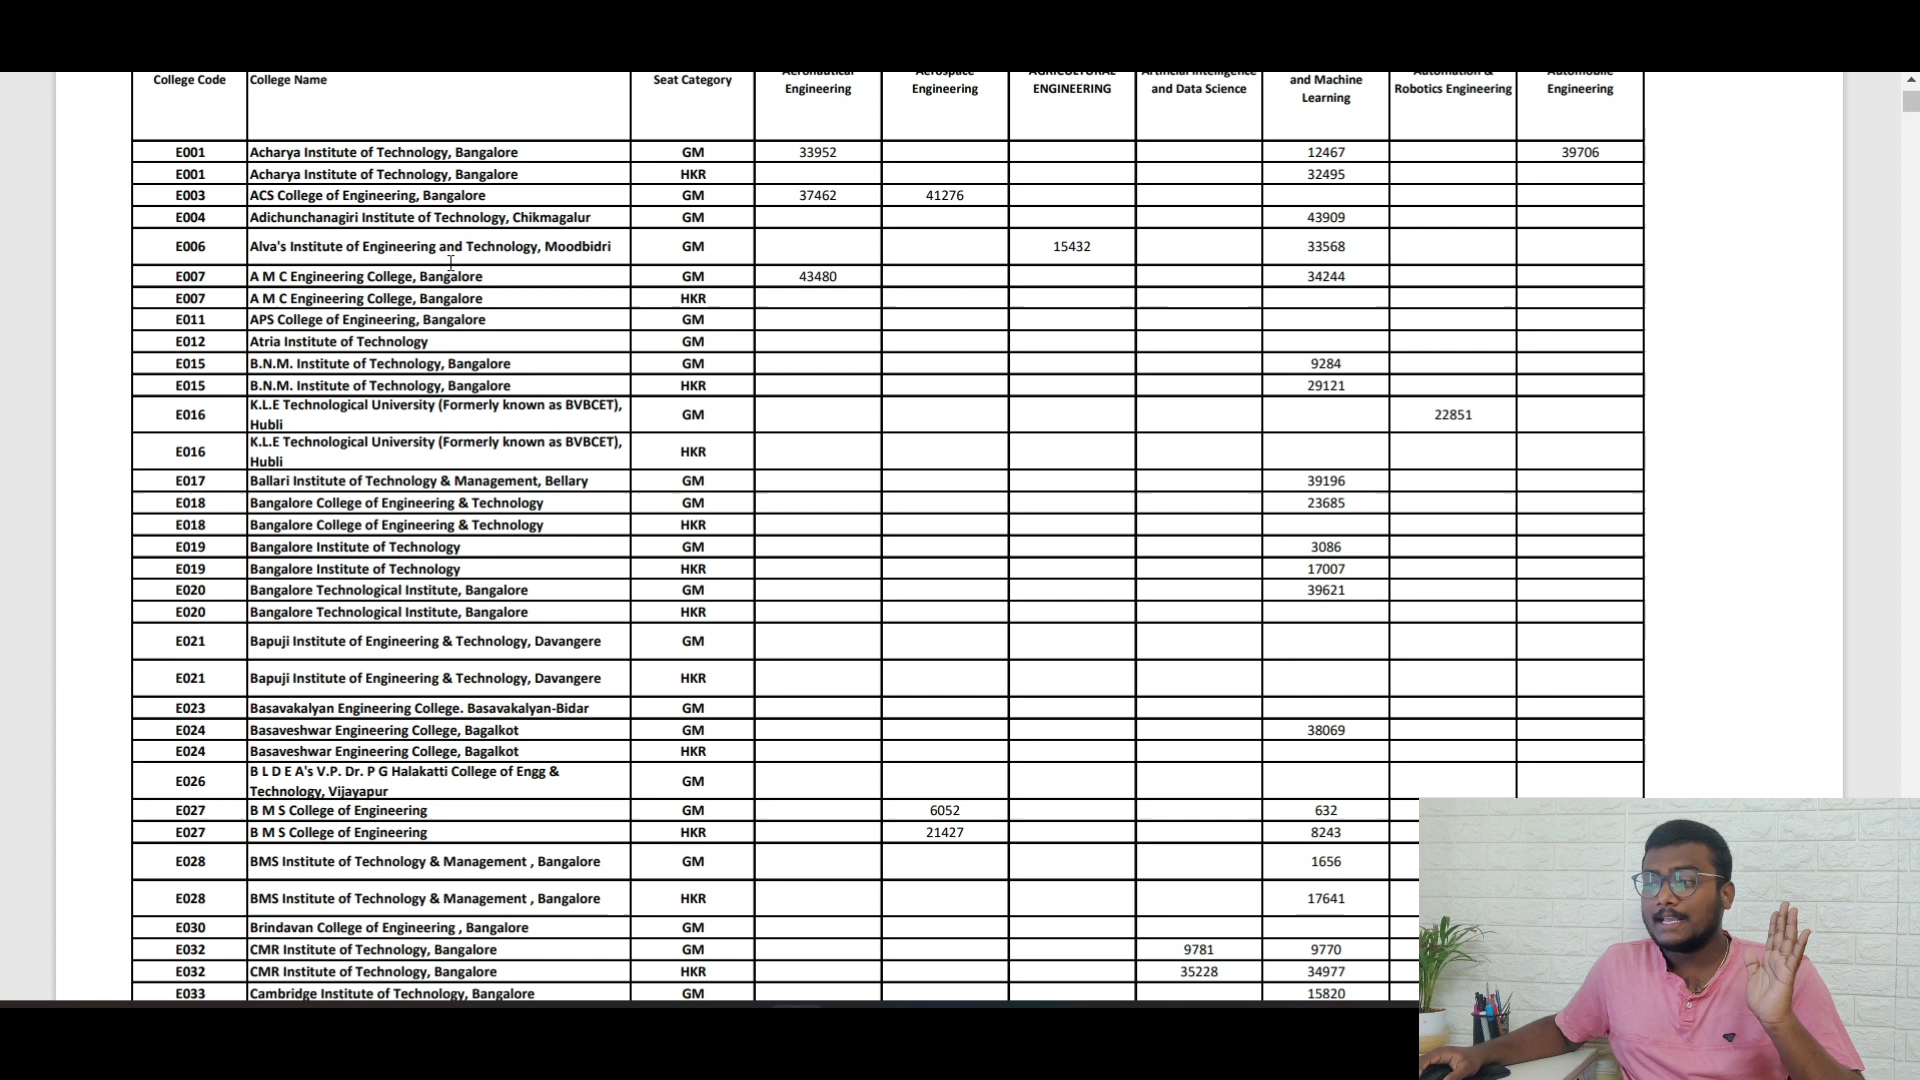 Aeronautical Aerospace AGRICULTURAL Artificial Intelligence Automation & Automobile
College Code College Name Seat Category Engineering Engineering ENGINEERING and Data Science and Machine Learning Robotics Engineering Engineering
E001 Acharya Institute of Technology, Bangalore GM 33952 12467 39706
E001 Acharya Institute of Technology, Bangalore HKR 32495
E003 ACS College of Engineering, Bangalore GM 37462 41276
E004 Adichunchanagiri Institute of Technology, Chikmagalur GM 43909
E006 Alva's Institute of Engineering and Technology, Moodbidri GM 15432 33568
E007 A M C Engineering College, Bangalore GM 43480 34244
E007 A M C Engineering College, Bangalore HKR
E011 APS College of Engineering, Bangalore GM
E012 Atria Institute of Technology GM
E015 B.N.M. Institute of Technology, Bangalore GM 9284
E015 B.N.M. Institute of Technology, Bangalore HKR 29121
E016 K.L.E Technological University (Formerly known as BVBCET), Hubli GM 22851
E016 K.L.E Technological University (Formerly known as BVBCET), Hubli HKR
E017 Ballari Institute of Technology & Management, Bellary GM 39196
E018 Bangalore College of Engineering & Technology GM 23685
E018 Bangalore College of Engineering & Technology HKR
E019 Bangalore Institute of Technology GM 3086
E019 Bangalore Institute of Technology HKR 17007
E020 Bangalore Technological Institute, Bangalore GM 39621
E020 Bangalore Technological Institute, Bangalore HKR
E021 Bapuji Institute of Engineering & Technology, Davangere GM
E021 Bapuji Institute of Engineering & Technology, Davangere HKR
E023 Basavakalyan Engineering College. Basavakalyan-Bidar GM
E024 Basaveshwar Engineering College, Bagalkot GM 38069
E024 Basaveshwar Engineering College, Bagalkot HKR
E026 B L D E A's V.P. Dr. P G Halakatti College of Engg & Technology, Vijayapur GM
E027 B M S College of Engineering GM 6052 632
E027 B M S College of Engineering HKR 21427 8243
E028 BMS Institute of Technology & Management , Bangalore GM 1656
E028 BMS Institute of Technology & Management , Bangalore HKR 17641
E030 Brindavan College of Engineering , Bangalore GM
E032 CMR Institute of Technology, Bangalore GM 9781 9770
E032 CMR Institute of Technology, Bangalore HKR 35228 34977
E033 Cambridge Institute of Technology, Bangalore GM 15820